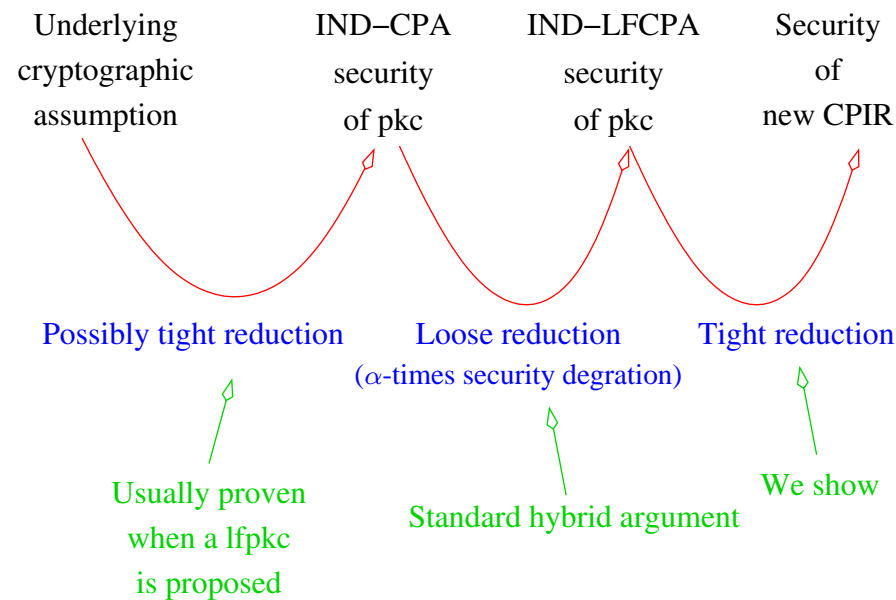 Underlying
cryptographic
assumption
IND−CPA
security
of pkc
IND−LFCPA
security
of pkc
Security
of
new CPIR
Possibly tight reduction
Loose reduction
(α-times security degration)
Tight reduction
Usually proven
when a lfpkc
is proposed
Standard hybrid argument
We show